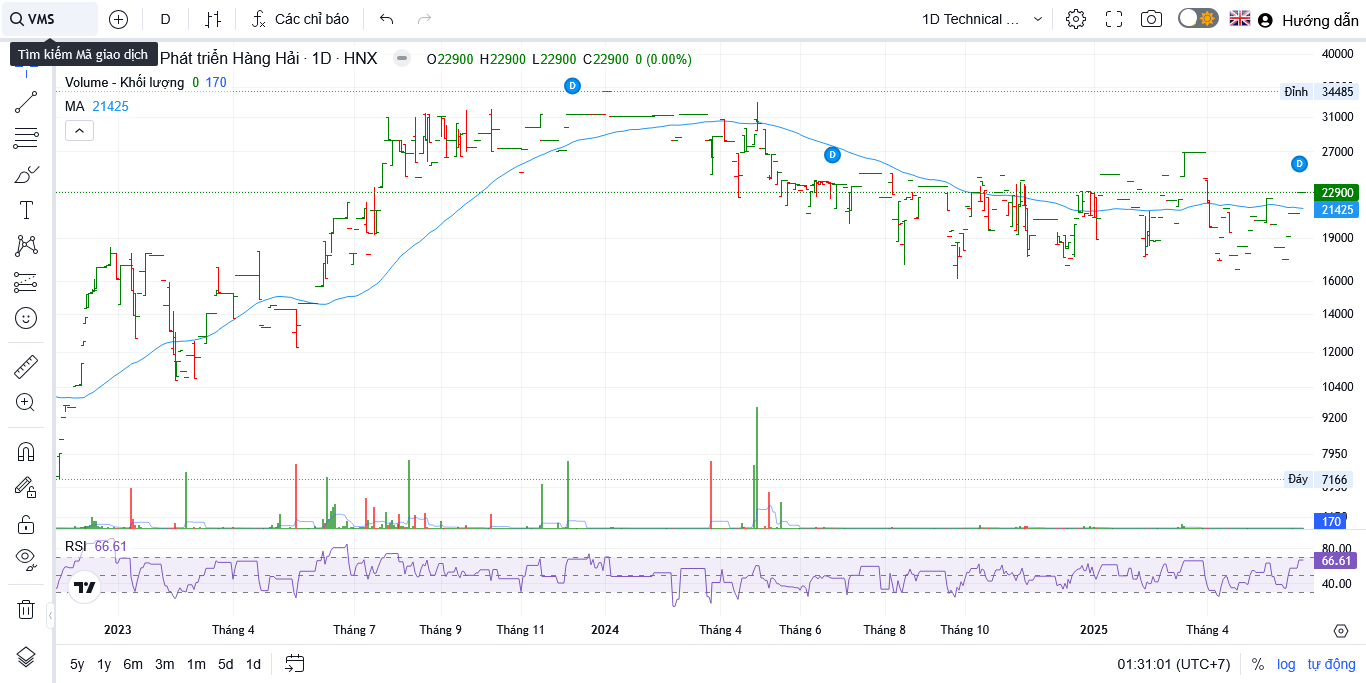 VMS D Các chỉ báo 1D Technical ... Hướng dẫn
Tìm kiếm Mã giao dịch
Phát triển Hàng Hải · 1D · HNX O22900 H22900 L22900 C22900 0 (0.00%)
Volume - Khối lượng 0 170
MA 21425
D
D
D
40000
Đỉnh 34485
31000
27000
22900
21425
19000
16000
14000
12000
10400
9200
7950
Đáy 7166
170
RSI 66.61
80.00
66.61
40.00
2023 Tháng 4 Tháng 7 Tháng 9 Tháng 11 2024 Tháng 4 Tháng 6 Tháng 8 Tháng 10 2025 Tháng 4
5y 1y 6m 3m 1m 5d 1d 01:31:01 (UTC+7) % log tự động